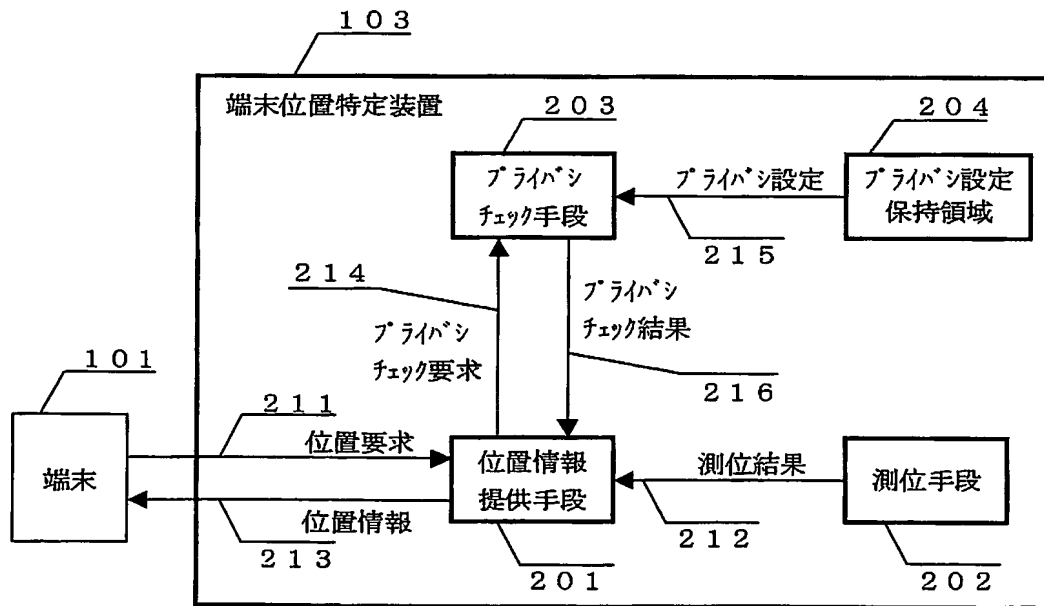 １０３
端末位置特定装置
２０３
２０４
プライバシ
チェック手段
プライバシ設定
プライバシ設定
保持領域
２１５
２１４
プライバシ
チェック要求
プライバシ
チェック結果
２１６
１０１
端末
２１１
位置要求
位置情報
２１３
位置情報
提供手段
２０１
測位結果
２１２
測位手段
２０２